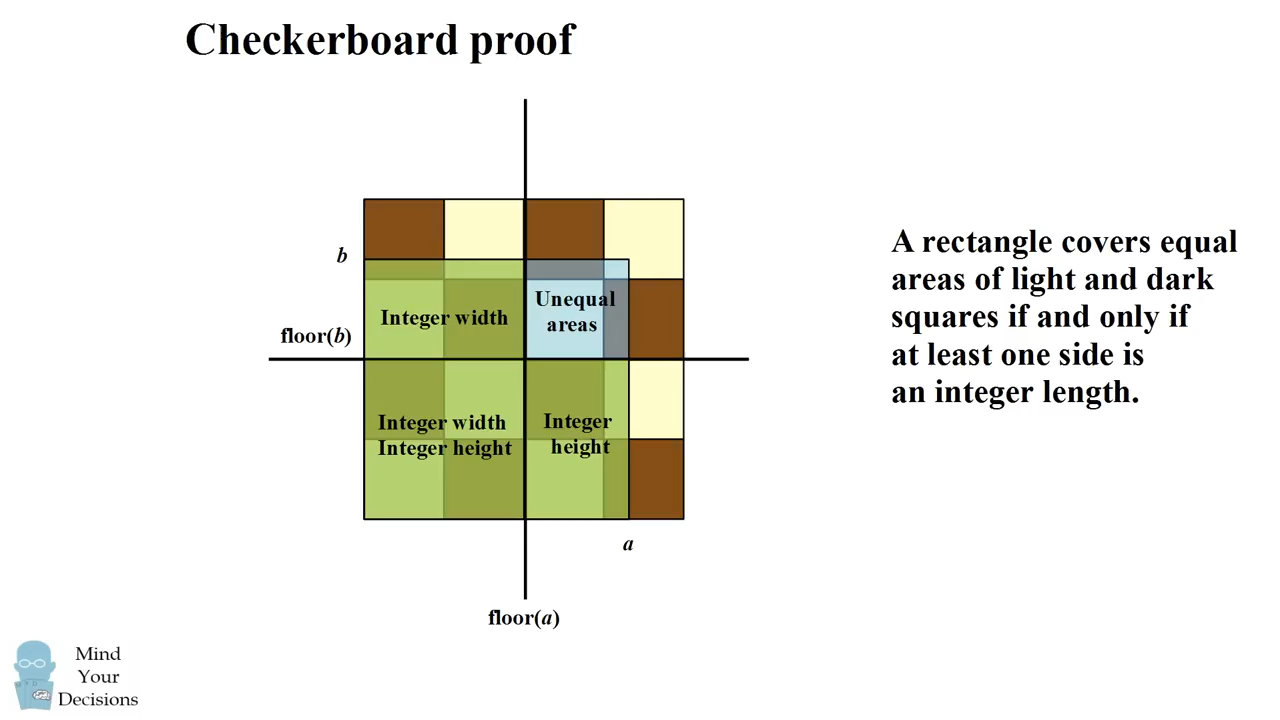 Checkerboard proof
b
Unequal
areas
Integer width
floor(b)
Integer width
Integer height
Integer
height
a
floor(a)
A rectangle covers equal
areas of light and dark
squares if and only if
at least one side is
an integer length.
Mind
Your
Decisions